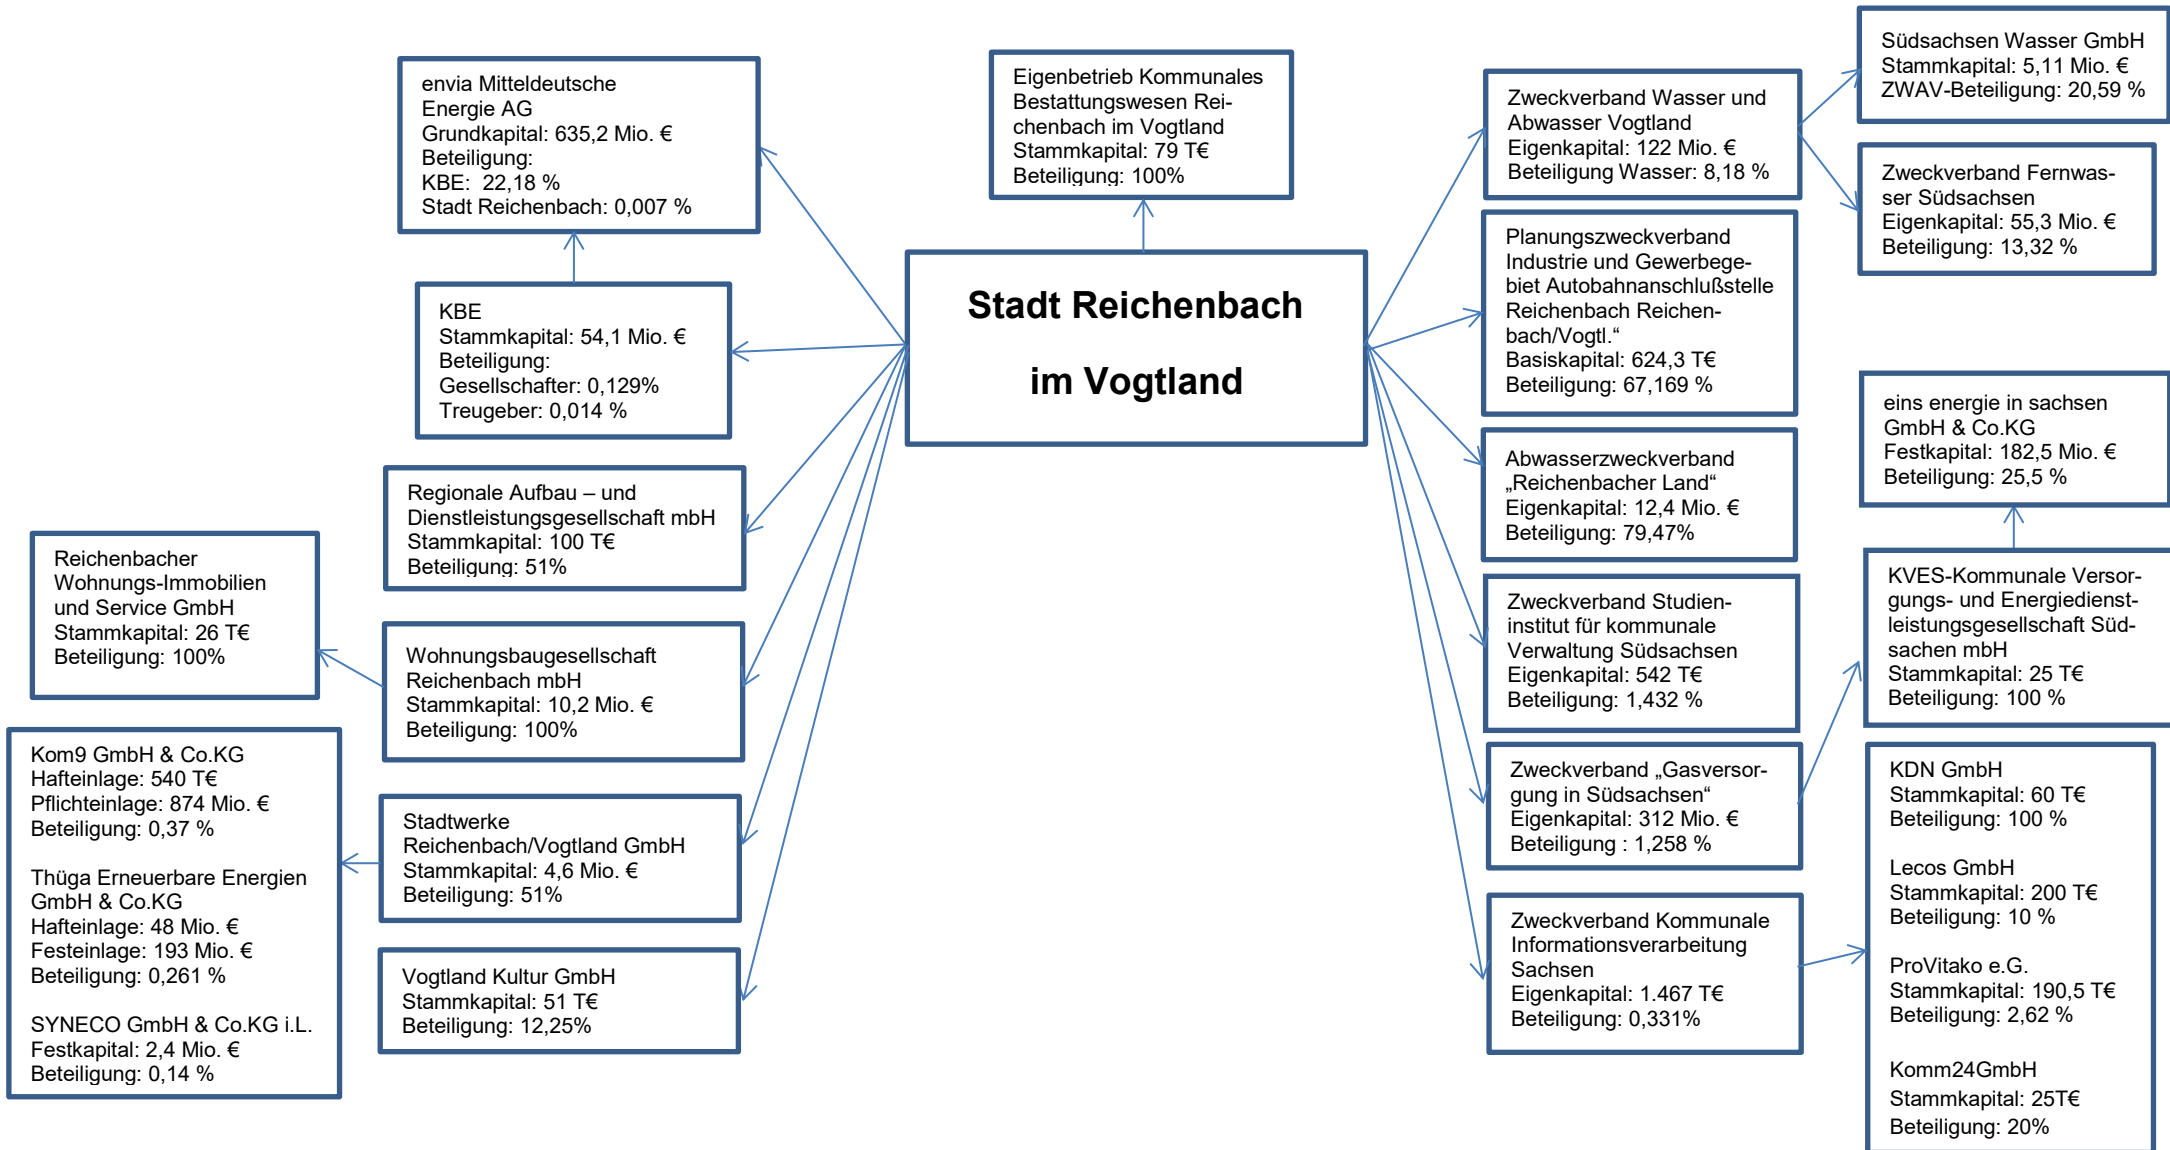 envia Mitteldeutsche
Energie AG
Grundkapital: 635,2 Mio. €
Beteiligung:
KBE:  22,18 %
Stadt Reichenbach: 0,007 %
KBE
Stammkapital: 54,1 Mio. €
Beteiligung:
Gesellschafter: 0,129%
Treugeber: 0,014 %
Regionale Aufbau – und
Dienstleistungsgesellschaft mbH
Stammkapital: 100 T€
Beteiligung: 51%
Reichenbacher
Wohnungs-Immobilien
und Service GmbH
Stammkapital: 26 T€
Beteiligung: 100%
Wohnungsbaugesellschaft
Reichenbach mbH
Stammkapital: 10,2 Mio. €
Beteiligung: 100%
Kom9 GmbH & Co.KG
Hafteinlage: 540 T€
Pflichteinlage: 874 Mio. €
Beteiligung: 0,37 %
Thüga Erneuerbare Energien
GmbH & Co.KG
Hafteinlage: 48 Mio. €
Festeinlage: 193 Mio. €
Beteiligung: 0,261 %
SYNECO GmbH & Co.KG i.L.
Festkapital: 2,4 Mio. €
Beteiligung: 0,14 %
Stadtwerke
Reichenbach/Vogtland GmbH
Stammkapital: 4,6 Mio. €
Beteiligung: 51%
Vogtland Kultur GmbH
Stammkapital: 51 T€
Beteiligung: 12,25%
Eigenbetrieb Kommunales
Bestattungswesen Rei-
chenbach im Vogtland
Stammkapital: 79 T€
Beteiligung: 100%
Stadt Reichenbach
im Vogtland
Zweckverband Wasser und
Abwasser Vogtland
Eigenkapital: 122 Mio. €
Beteiligung Wasser: 8,18 %
Südsachsen Wasser GmbH
Stammkapital: 5,11 Mio. €
ZWAV-Beteiligung: 20,59 %
Zweckverband Fernwas-
ser Südsachsen
Eigenkapital: 55,3 Mio. €
Beteiligung: 13,32 %
Planungszweckverband
Industrie und Gewerbege-
biet Autobahnanschlußstelle
Reichenbach Reichen-
bach/Vogtl.“
Basiskapital: 624,3 T€
Beteiligung: 67,169 %
Abwasserzweckverband
„Reichenbacher Land“
Eigenkapital: 12,4 Mio. €
Beteiligung: 79,47%
Zweckverband Studien-
institut für kommunale
Verwaltung Südsachsen
Eigenkapital: 542 T€
Beteiligung: 1,432 %
Zweckverband „Gasversor-
gung in Südsachsen“
Eigenkapital: 312 Mio. €
Beteiligung : 1,258 %
eins energie in sachsen
GmbH & Co.KG
Festkapital: 182,5 Mio. €
Beteiligung: 25,5 %
KVES-Kommunale Versor-
gungs- und Energiedienst-
leistungsgesellschaft Süd-
sachen mbH
Stammkapital: 25 T€
Beteiligung: 100 %
Zweckverband Kommunale
Informationsverarbeitung
Sachsen
Eigenkapital: 1.467 T€
Beteiligung: 0,331%
KDN GmbH
Stammkapital: 60 T€
Beteiligung: 100 %
Lecos GmbH
Stammkapital: 200 T€
Beteiligung: 10 %
ProVitako e.G.
Stammkapital: 190,5 T€
Beteiligung: 2,62 %
Komm24GmbH
Stammkapital: 25T€
Beteiligung: 20%